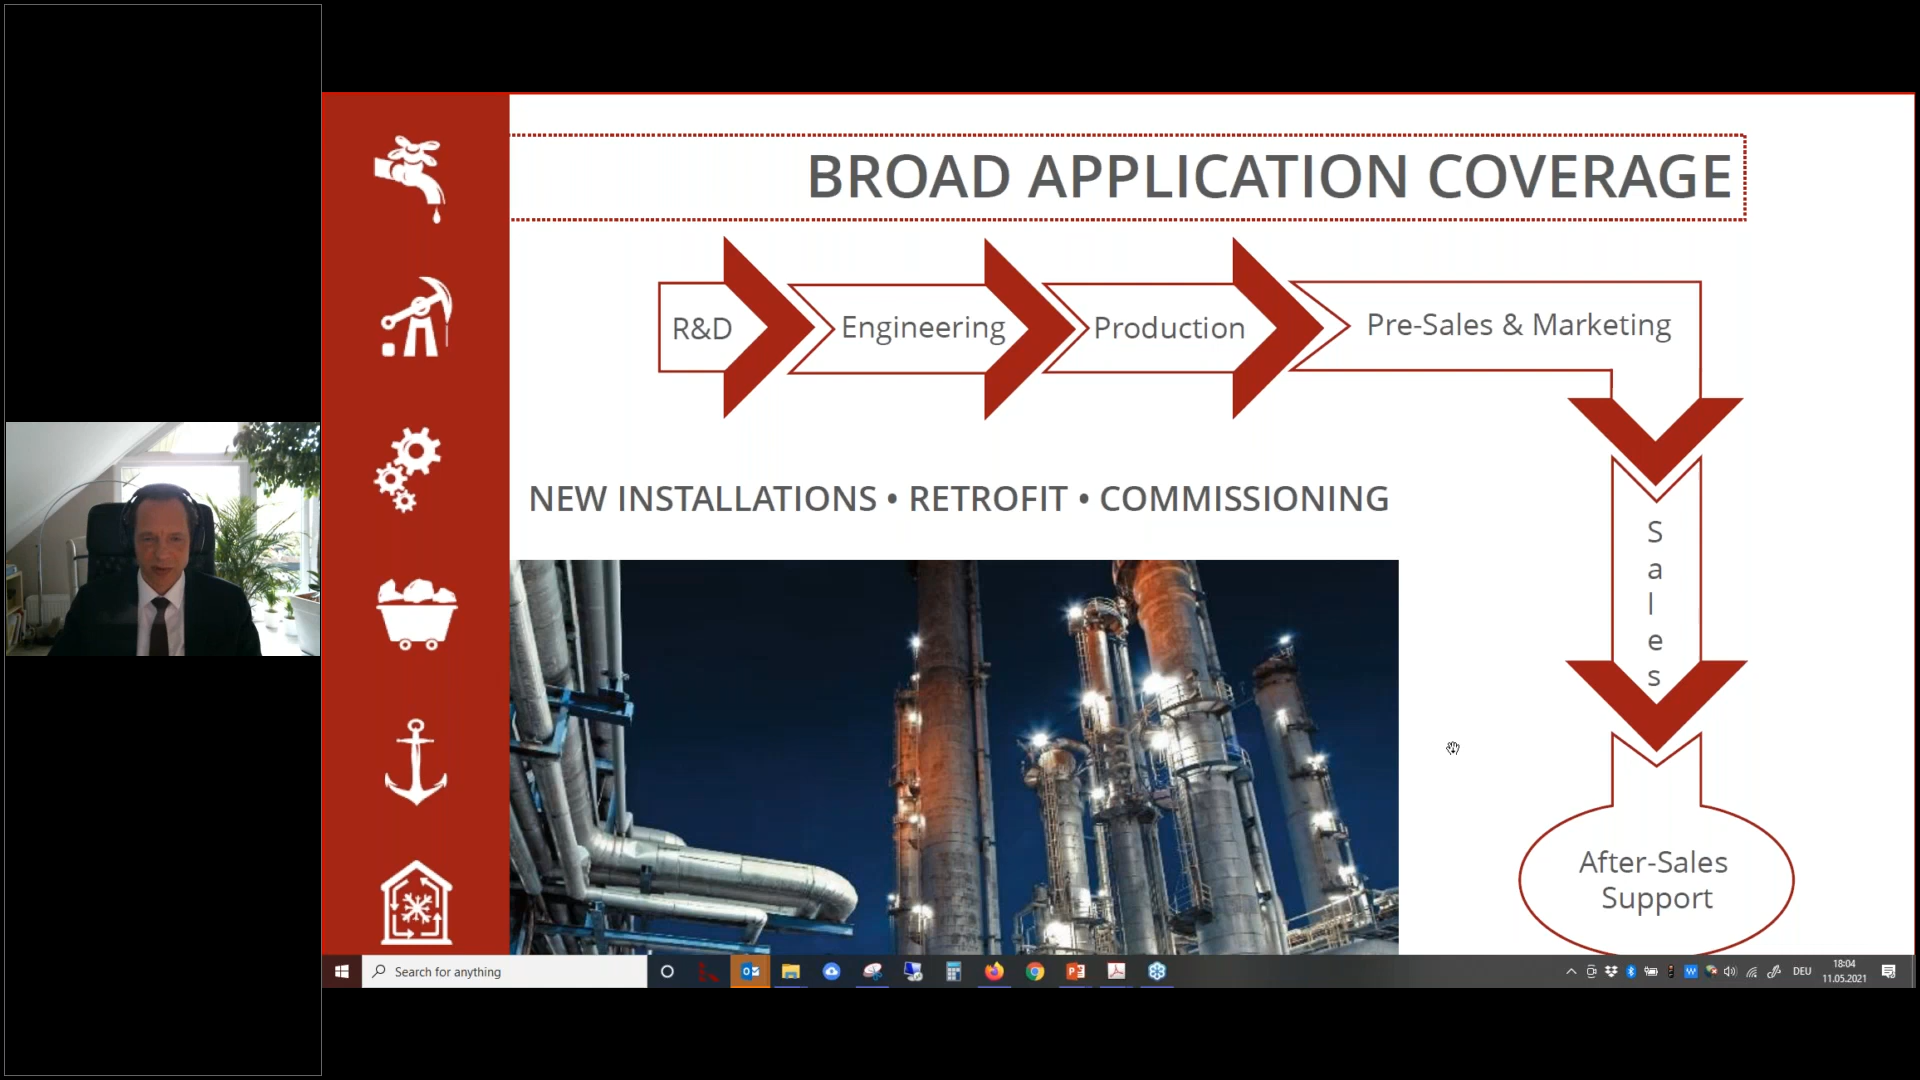 BROAD APPLICATION COVERAGE
R&D
Engineering
Production
Pre-Sales & Marketing
NEW INSTALLATIONS • RETROFIT • COMMISSIONING
S
a
l
e
s
After-Sales
Support
Search for anything
DEU
18:04
11.05.2021